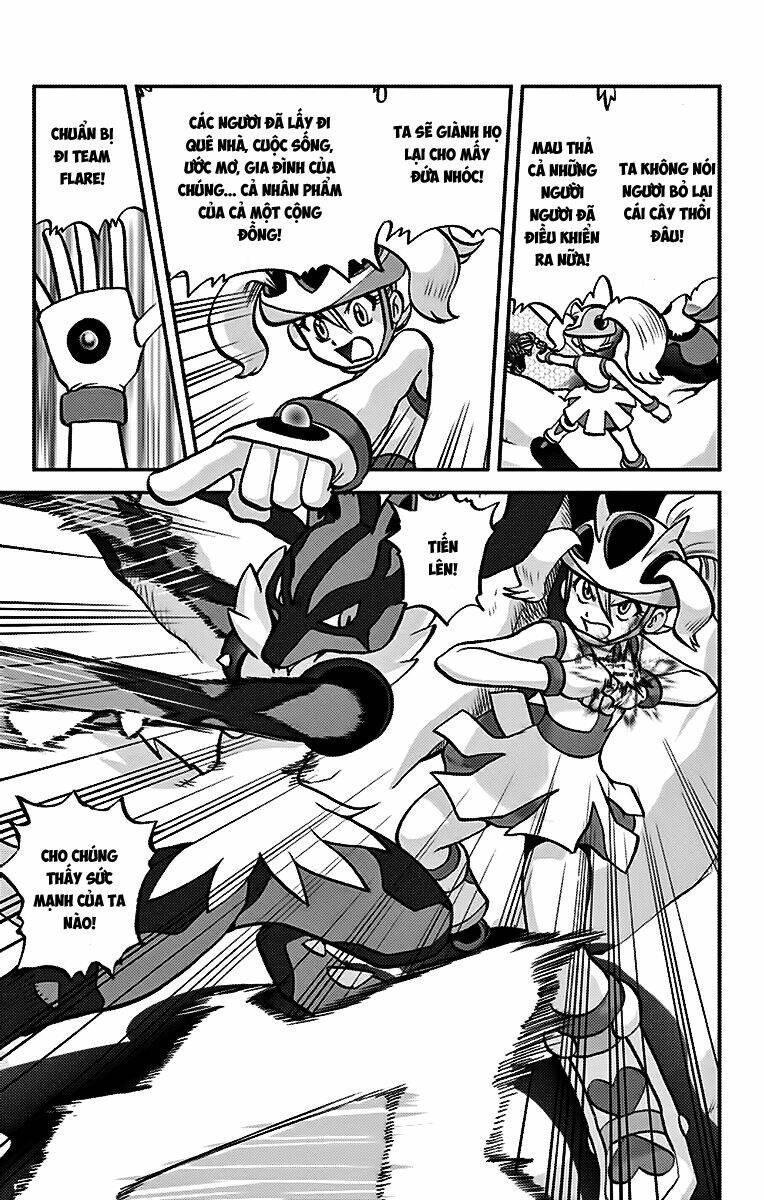 TA KHÔNG NÓI
NGƯƠI BỎ LẠI
CÁI CÂY THÔI
ĐÂU!
MAU THẢ
CẢ NHỮNG
NGƯỜI
NGƯƠI ĐÃ
ĐIỀU KHIỂN
RA NỮA!
TA SẼ GIÀNH HỌ
LẠI CHO MẤY
ĐỨA NHÓC!
CÁC NGƯƠI ĐÃ LẤY ĐI
QUÊ NHÀ, CUỘC SỐNG,
ƯỚC MƠ, GIA ĐÌNH CỦA
CHÚNG... CẢ NHÂN PHẨM
CỦA CẢ MỘT CỘNG
ĐỒNG!
CHUẨN BỊ
ĐI TEAM
FLARE!
TIẾN
LÊN!
CHO CHÚNG
THẤY SỨC
MẠNH CỦA TA
NÀO!